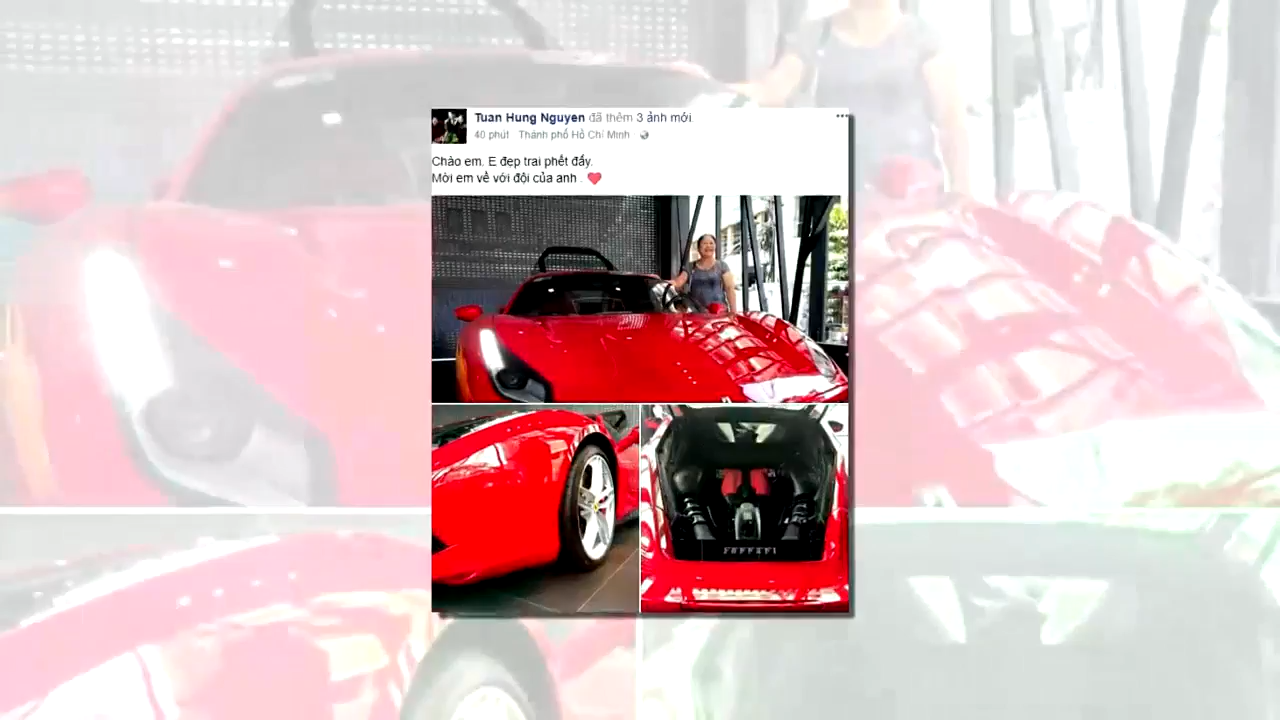 Tuan Hung Nguyen đã thêm 3 ảnh mới
40 phút Thành phố Hồ Chí Minh
Chào em. E đẹp trai phết đấy.
Mời em về với đội của anh . ❤
FERRARI